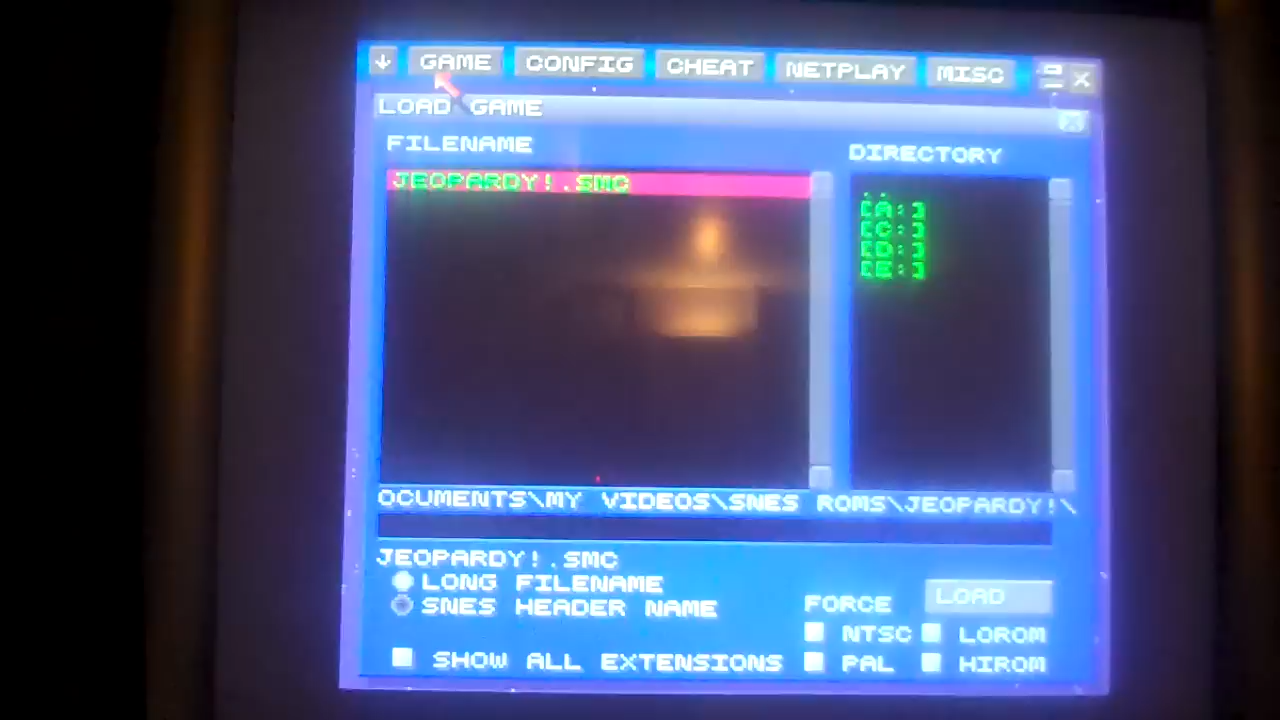 GAME CONFIG CHEAT NETPLAY MISC
LOAD GAME
FILENAME
DIRECTORY
JEOPARDY!.SMC
..
[A:]
[C:]
[D:]
[E:]
OCUMENTS\MY VIDEOS\SNES ROMS\JEOPARDY!\
JEOPARDY!.SMC
LONG FILENAME
SNES HEADER NAME
FORCE
LOAD
NTSC
LOROM
SHOW ALL EXTENSIONS
PAL
HIROM